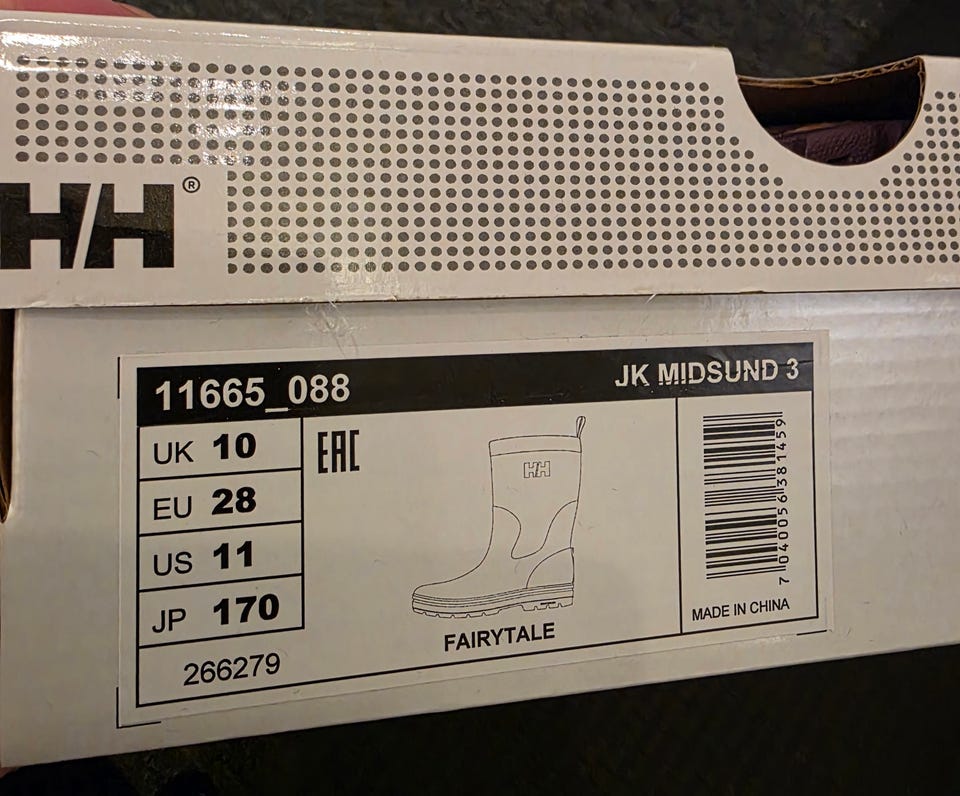 H/H®
11665_088
JK MIDSUND 3
UK 10
EU 28
US 11
JP 170
266279
EAC
HH
FAIRYTALE
7 040056 381459
MADE IN CHINA